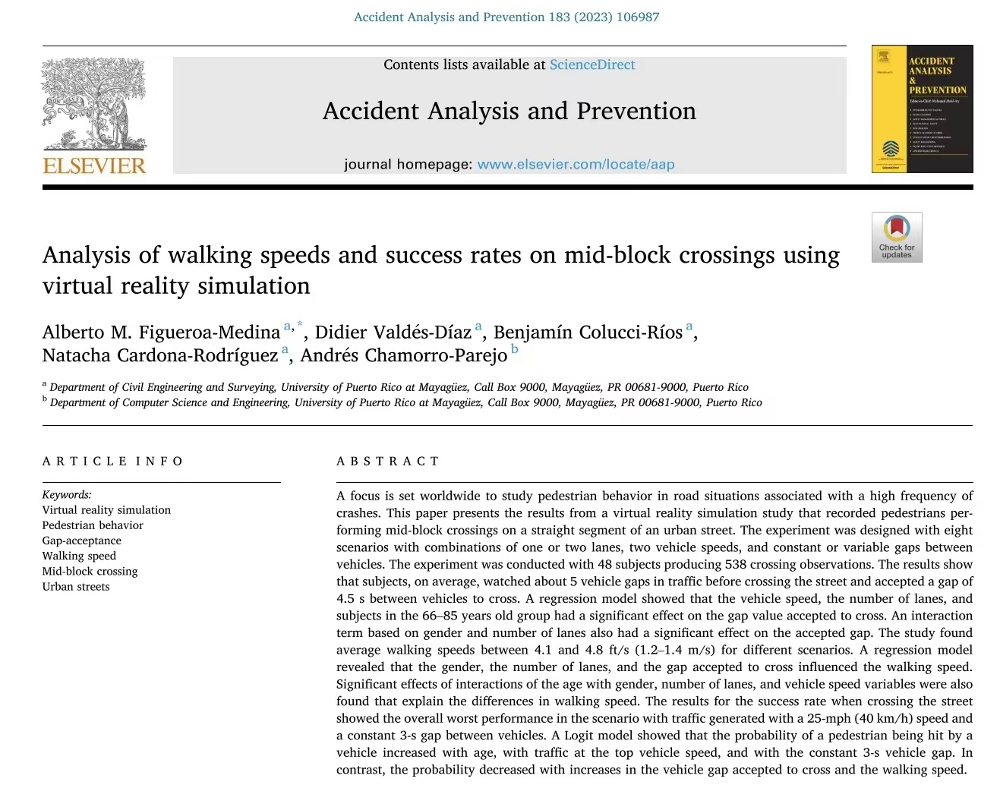 Accident Analysis and Prevention 183 (2023) 106987
Contents lists available at ScienceDirect
Accident Analysis and Prevention
journal homepage: www.elsevier.com/locate/aap
ELSEVIER
ACCIDENT
ANALYSIS
&
PREVENTION
Check for
updates
Analysis of walking speeds and success rates on mid-block crossings using
virtual reality simulation
Alberto M. Figueroa-Medina a,*, Didier Valdés-Díaz a, Benjamín Colucci-Ríos a,
Natacha Cardona-Rodríguez a, Andrés Chamorro-Parejo b
a Department of Civil Engineering and Surveying, University of Puerto Rico at Mayagüez, Call Box 9000, Mayagüez, PR 00681-9000, Puerto Rico
b Department of Computer Science and Engineering, University of Puerto Rico at Mayagüez, Call Box 9000, Mayagüez, PR 00681-9000, Puerto Rico
ARTICLE INFO
Keywords:
Virtual reality simulation
Pedestrian behavior
Gap-acceptance
Walking speed
Mid-block crossing
Urban streets
ABSTRACT
A focus is set worldwide to study pedestrian behavior in road situations associated with a high frequency of
crashes. This paper presents the results from a virtual reality simulation study that recorded pedestrians per-
forming mid-block crossings on a straight segment of an urban street. The experiment was designed with eight
scenarios with combinations of one or two lanes, two vehicle speeds, and constant or variable gaps between
vehicles. The experiment was conducted with 48 subjects producing 538 crossing observations. The results show
that subjects, on average, watched about 5 vehicle gaps in traffic before crossing the street and accepted a gap of
4.5 s between vehicles to cross. A regression model showed that the vehicle speed, the number of lanes, and
subjects in the 66–85 years old group had a significant effect on the gap value accepted to cross. An interaction
term based on gender and number of lanes also had a significant effect on the accepted gap. The study found
average walking speeds between 4.1 and 4.8 ft/s (1.2–1.4 m/s) for different scenarios. A regression model
revealed that the gender, the number of lanes, and the gap accepted to cross influenced the walking speed.
Significant effects of interactions of the age with gender, number of lanes, and vehicle speed variables were also
found that explain the differences in walking speed. The results for the success rate when crossing the street
showed the overall worst performance in the scenario with traffic generated with a 25-mph (40 km/h) speed and
a constant 3-s gap between vehicles. A Logit model showed that the probability of a pedestrian being hit by a
vehicle increased with age, with traffic at the top vehicle speed, and with the constant 3-s vehicle gap. In
contrast, the probability decreased with increases in the vehicle gap accepted to cross and the walking speed.